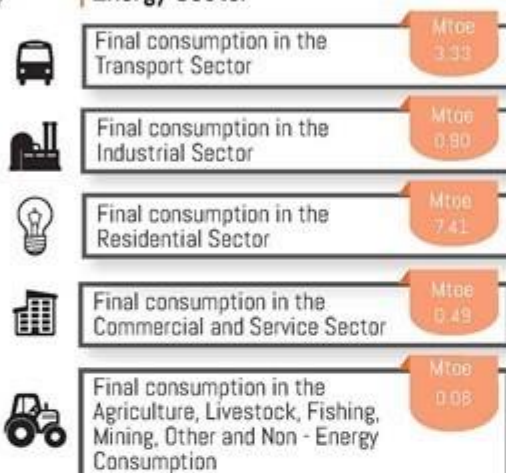 Energy Sector
Final consumption in the
Transport Sector
Mtoe
3.33
Final consumption in the
Industrial Sector
Mtoe
0.90
Final consumption in the
Residential Sector
Mtoe
7.41
Final consumption in the
Commercial and Service Sector
Mtoe
0.49
Final consumption in the
Agriculture, Livestock, Fishing,
Mining, Other and Non - Energy
Consumption
Mtoe
0.08